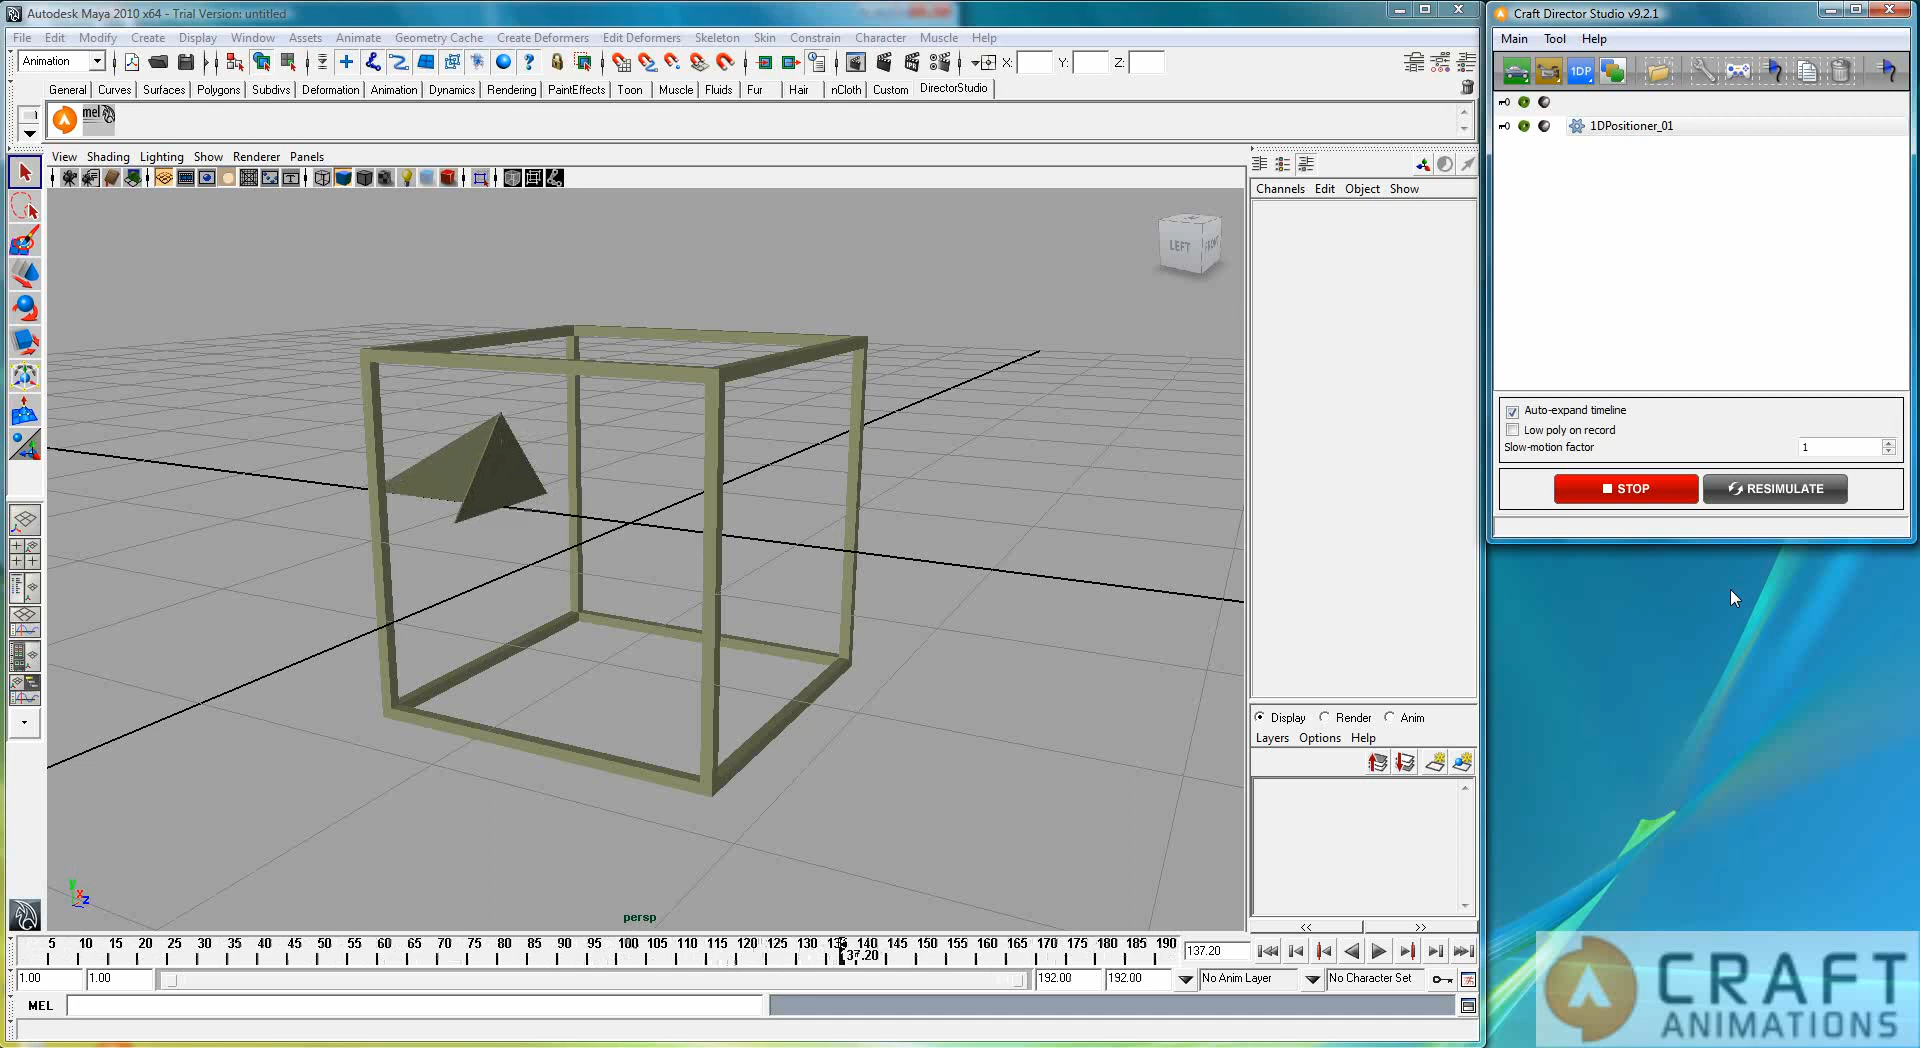 Autodesk Maya 2010 x64 - Trial Version: untitled
File Edit Modify Create Display Window Assets Animate Geometry Cache Create Deformers Edit Deformers Skeleton Skin Constrain Character Muscle Help
Animation X: Y: Z:
General Curves Surfaces Polygons Subdivs Deformation Animation Dynamics Rendering PaintEffects Toon Muscle Fluids Fur Hair nCloth Custom DirectorStudio
mel
View Shading Lighting Show Renderer Panels
LEFT FRONT
persp
Channels Edit Object Show
Display Render Anim
Layers Options Help
<< >>
5 10 15 20 25 30 35 40 45 50 55 60 65 70 75 80 85 90 95 100 105 110 115 120 125 130 140 145 150 155 160 165 170 175 180 185 190 137.20
37.20
1.00 1.00 192.00 192.00 No Anim Layer No Character Set
MEL
Craft Director Studio v9.2.1
Main Tool Help
1DP
1DPositioner_01
Auto-expand timeline
Low poly on record
Slow-motion factor 1
STOP RESIMULATE
CRAFT
ANIMATIONS